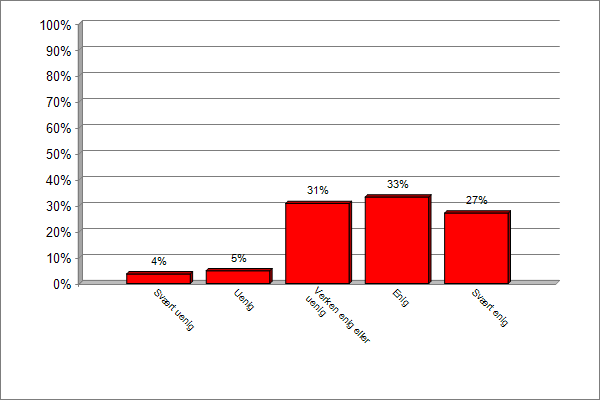 100%
90%
80%
70%
60%
50%
40%
30%
20%
10%
0%
4%
5%
31%
33%
27%
Svært uenig
Uenig
Verken enig eller
uenig
Enig
Svært enig